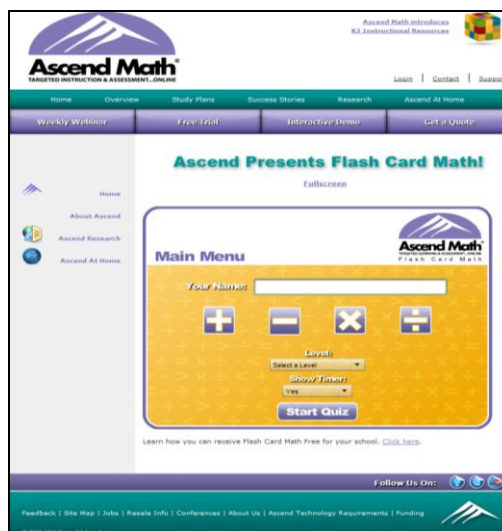 Ascend Math introduces
K2 Instructional Resources
Ascend Math
TARGETED INSTRUCTION & ASSESSMENT...ONLINE
Login | Contact | Suppor
Home Overview Study Plans Success Stories Research Ascend At Home
Weekly Webinar Free Trial Interactive Demo Get a Quote
Ascend Presents Flash Card Math!
Fullscreen
Home
About Ascend
Ascend Research
Ascend At Home
Ascend Math
Flash Card Math
Main Menu
Your Name:
+ − × ÷
Level:
Select a Level
Show Timer:
Yes
Start Quiz
Learn how you can receive Flash Card Math Free for your school. Click here.
Follow Us On:
Feedback | Site Map | Jobs | Resale Info | Conferences | About Us | Ascend Technology Requirements | Funding